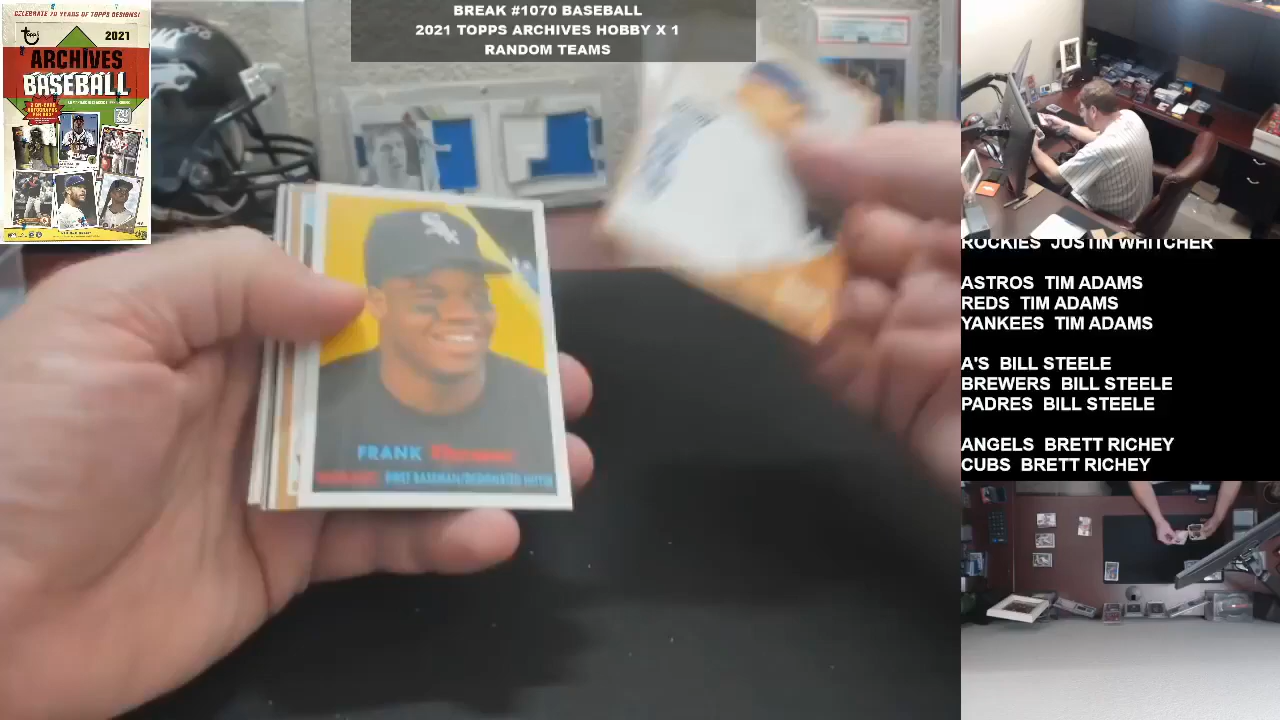 BREAK #1070 BASEBALL
2021 TOPPS ARCHIVES HOBBY X 1
RANDOM TEAMS
CELEBRATE 70 YEARS OF TOPPS DESIGNS!
Topps
2021
ARCHIVES
BASEBALL
FRANK Thomas
FIRST BASEMAN/DESIGNATED HITTER
ROCKIES JUSTIN WHITCHER
ASTROS TIM ADAMS
REDS TIM ADAMS
YANKEES TIM ADAMS
A'S BILL STEELE
BREWERS BILL STEELE
PADRES BILL STEELE
ANGELS BRETT RICHEY
CUBS BRETT RICHEY